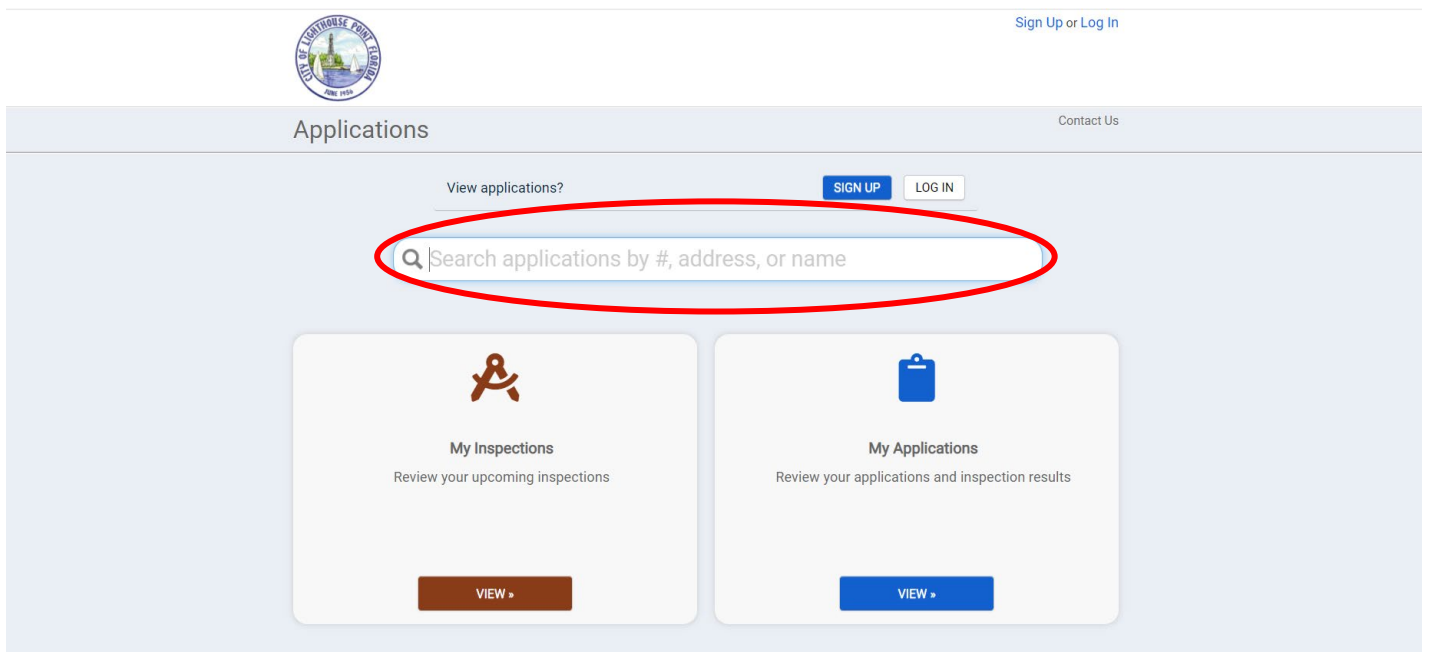 CITY OF LIGHTHOUSE POINT FLORIDA
JUNE 1956
Sign Up or Log In
Applications
Contact Us
View applications?
SIGN UP
LOG IN
Search applications by #, address, or name
My Inspections
Review your upcoming inspections
VIEW »
My Applications
Review your applications and inspection results
VIEW »